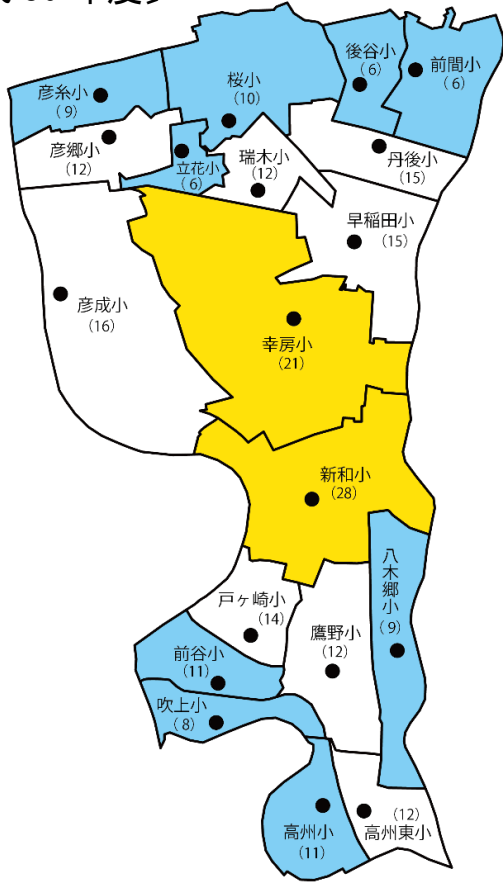 後谷小
(6)
前間小
(6)
彦糸小
(9)
桜小
(10)
彦郷小
(12)
立花小
(6)
瑞木小
(12)
丹後小
(15)
早稲田小
(15)
彦成小
(16)
幸房小
(21)
新和小
(28)
八木郷小
(9)
戸ヶ崎小
(14)
鷹野小
(12)
前谷小
(11)
吹上小
(8)
高州小
(11)
(12)
高州東小